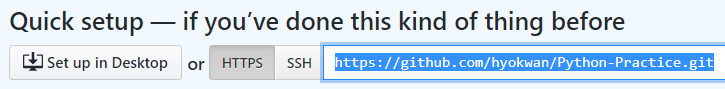 Quick setup — if you've done this kind of thing before
Set up in Desktop or HTTPS SSH https://github.com/hyokwan/Python-Practice.git